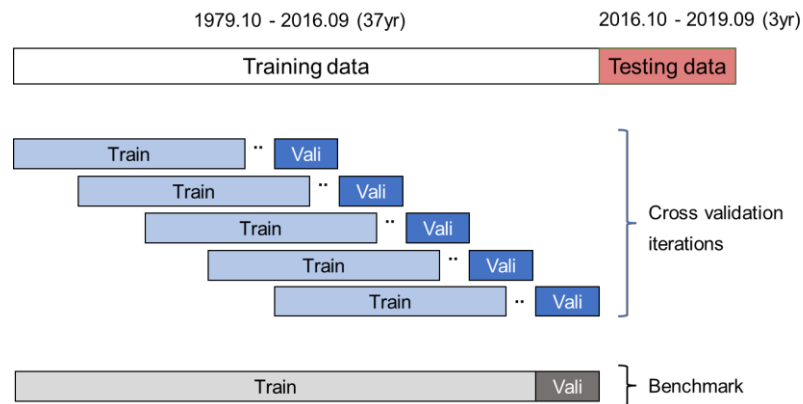 1979.10 - 2016.09 (37yr) 2016.10 - 2019.09 (3yr)
Training data Testing data
Train .. Vali
Train .. Vali
Train .. Vali
Train .. Vali
Train .. Vali
Cross validation
iterations
Train Vali
Benchmark